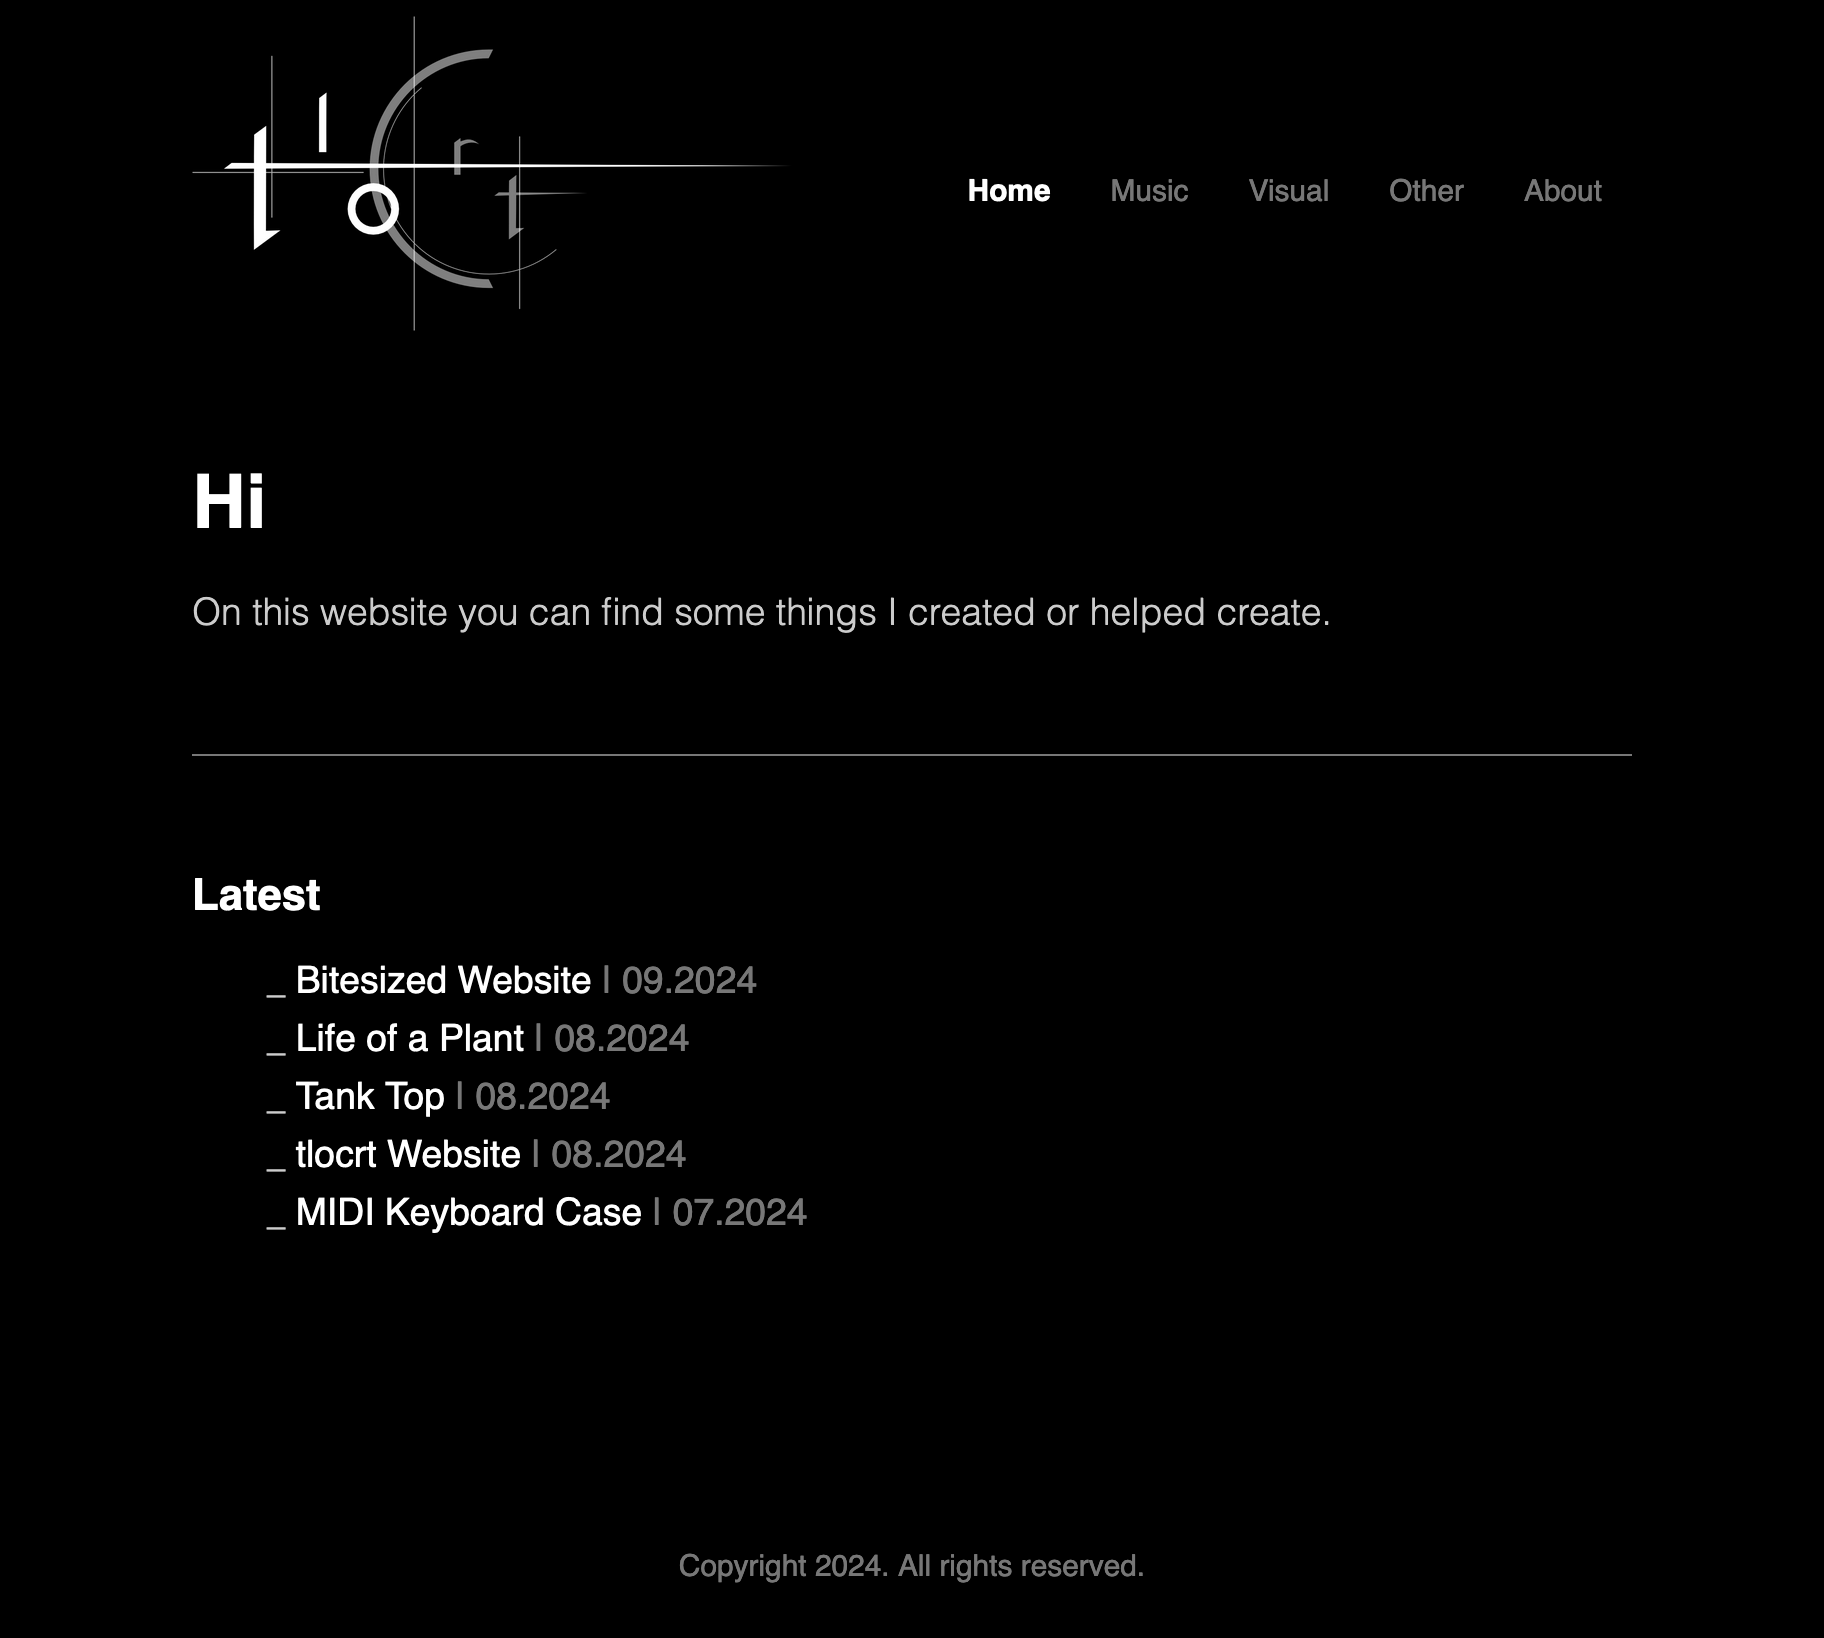 tlocrt
Home Music Visual Other About
Hi
On this website you can find some things I created or helped create.
Latest
_ Bitesized Website | 09.2024
_ Life of a Plant | 08.2024
_ Tank Top | 08.2024
_ tlocrt Website | 08.2024
_ MIDI Keyboard Case | 07.2024
Copyright 2024. All rights reserved.